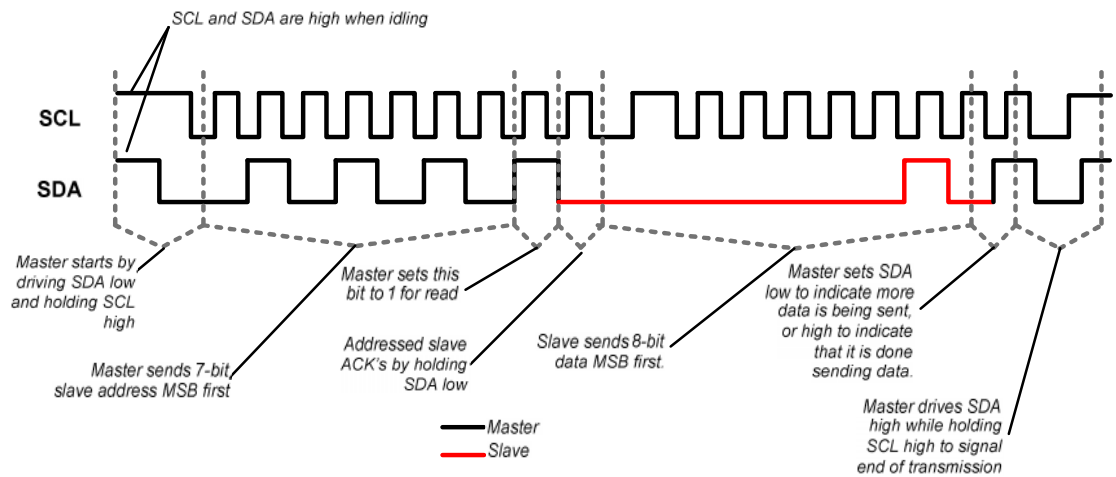 SCL and SDA are high when idling
SCL
SDA
Master starts by
driving SDA low
and holding SCL
high
Master sends 7-bit,
slave address MSB first
Master sets this
bit to 1 for read
Addressed slave
ACK's by holding
SDA low
Slave sends 8-bit
data MSB first.
Master sets SDA
low to indicate more
data is being sent,
or high to indicate
that it is done
sending data.
Master drives SDA
high while holding
SCL high to signal
end of transmission
Master
Slave